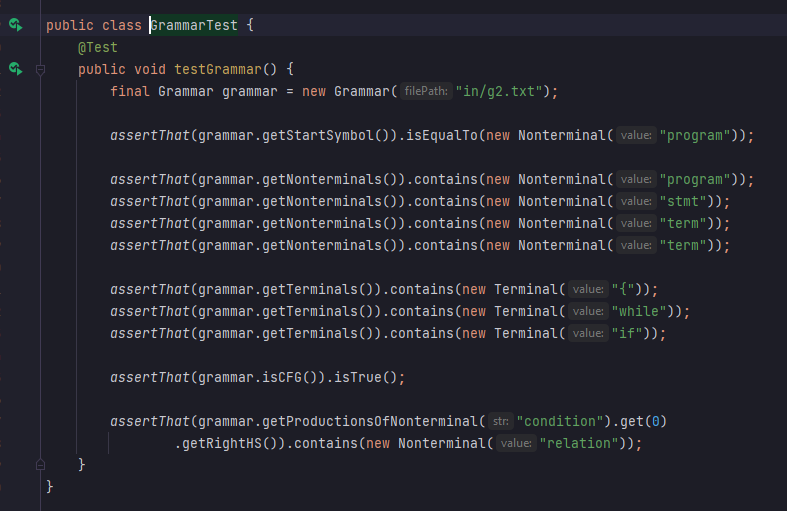 public class GrammarTest {
@Test
public void testGrammar() {
final Grammar grammar = new Grammar( filePath: "in/g2.txt");
assertThat(grammar.getStartSymbol()).isEqualTo(new Nonterminal( value: "program"));
assertThat(grammar.getNonterminals()).contains(new Nonterminal( value: "program"));
assertThat(grammar.getNonterminals()).contains(new Nonterminal( value: "stmt"));
assertThat(grammar.getNonterminals()).contains(new Nonterminal( value: "term"));
assertThat(grammar.getNonterminals()).contains(new Nonterminal( value: "term"));
assertThat(grammar.getTerminals()).contains(new Terminal( value: "{"));
assertThat(grammar.getTerminals()).contains(new Terminal( value: "while"));
assertThat(grammar.getTerminals()).contains(new Terminal( value: "if"));
assertThat(grammar.isCFG()).isTrue();
assertThat(grammar.getProductionsOfNonterminal( str: "condition").get(0)
.getRightHS()).contains(new Nonterminal( value: "relation"));
}
}